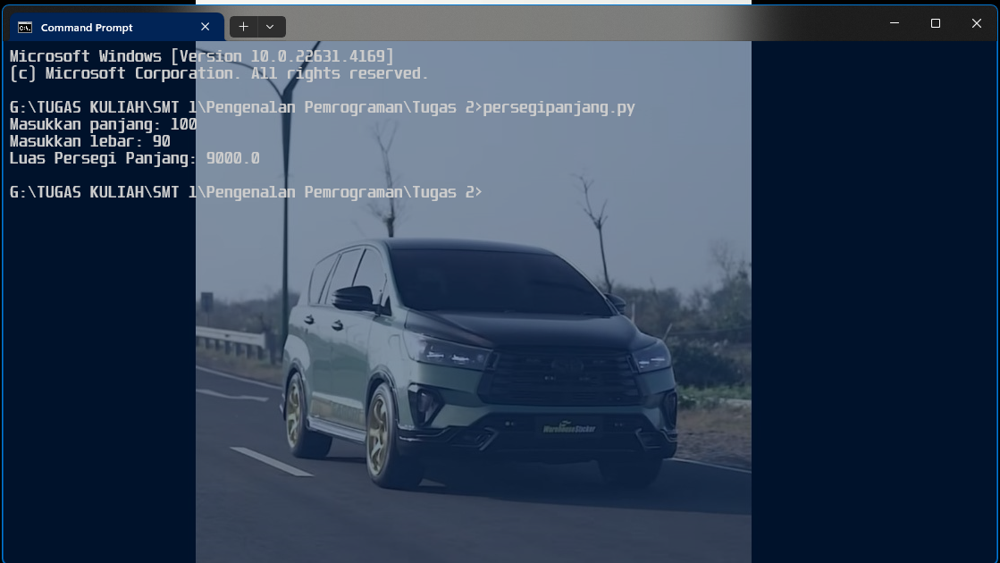 Command Prompt
Microsoft Windows [Version 10.0.22631.4169]
(c) Microsoft Corporation. All rights reserved.
G:\TUGAS KULIAH\SMT 1\Pengenalan Pemrograman\Tugas 2>persegipanjang.py
Masukkan panjang: 100
Masukkan lebar: 90
Luas Persegi Panjang: 9000.0
G:\TUGAS KULIAH\SMT 1\Pengenalan Pemrograman\Tugas 2>
WarehouseSticker